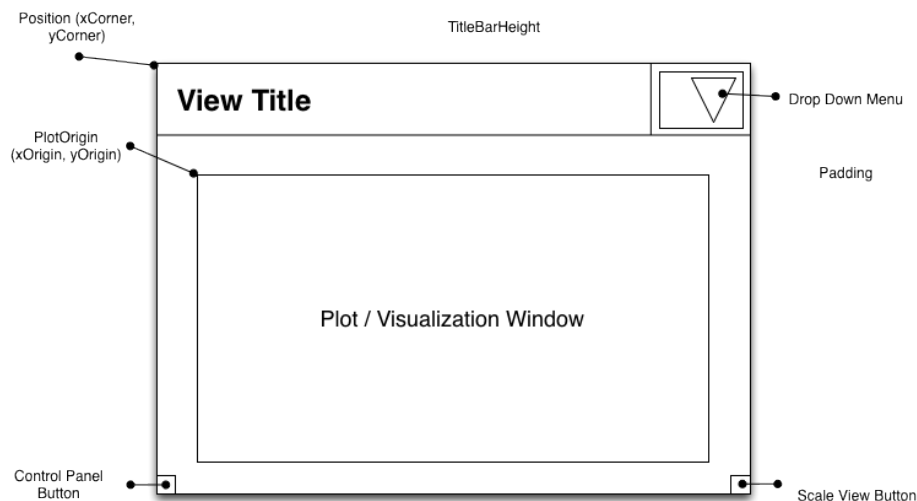 Position (xCorner,
yCorner)
TitleBarHeight
View Title
Drop Down Menu
PlotOrigin
(xOrigin, yOrigin)
Padding
Plot / Visualization Window
Control Panel
Button
Scale View Button